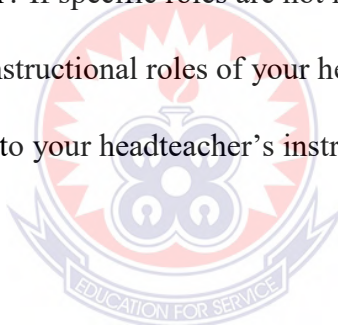 If specific roles are not
nstructional roles of your he
to your headteacher's instr
EDUCATION FOR SERVICE